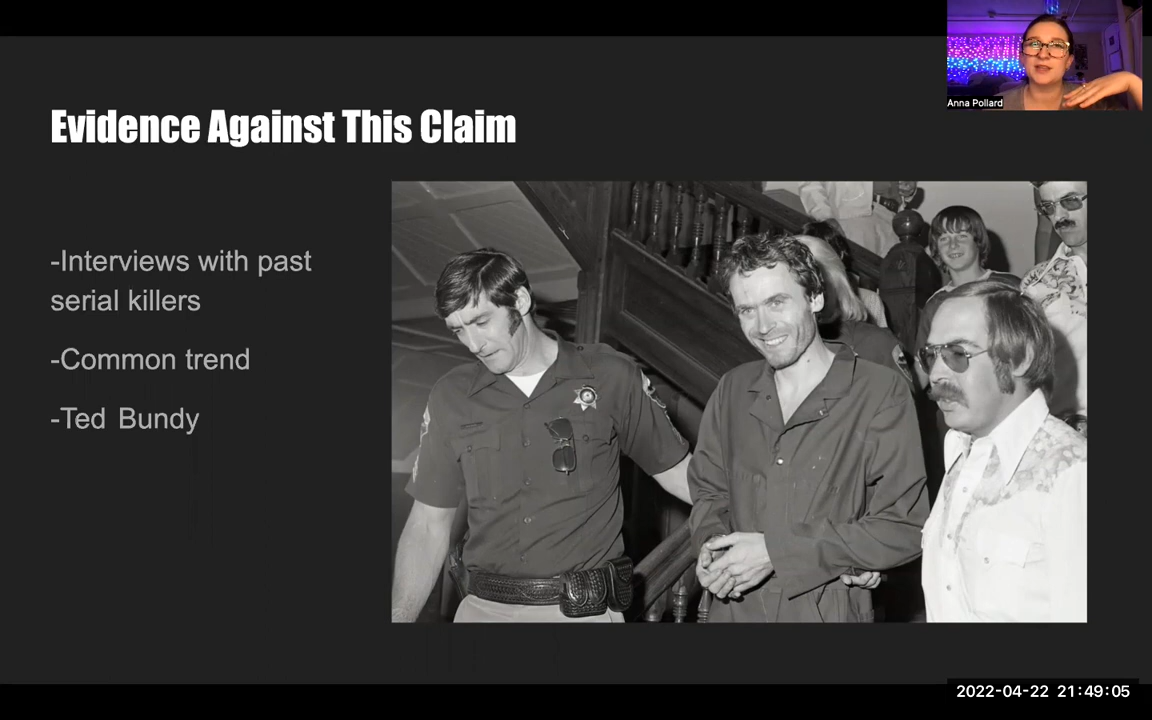 Anna Pollard
Evidence Against This Claim
-Interviews with past
serial killers
-Common trend
-Ted Bundy
2022-04-22 21:49:05